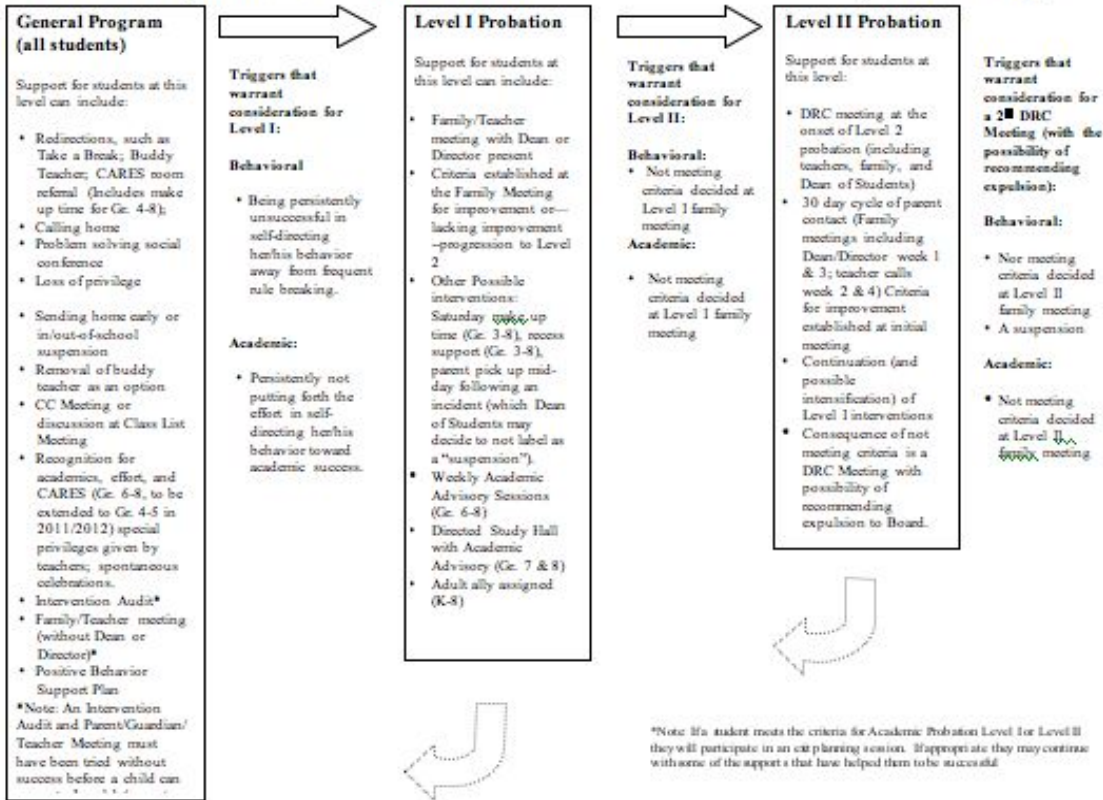 General Program
(all students)
Support for students at this
level can include:
• Redirections, such as
Take a Break; Buddy
Teacher; CARES room
referral (Includes make
up time for Gr. 4-8);
• Calling home
• Problem solving social
conference
• Loss of privilege
• Sending home early or
in/out-of-school
suspension
• Removal of buddy
teacher as an option
• CC Meeting or
discussion at Class List
Meeting
• Recognition for
academics, effort, and
CARES (Gr. 6-8, to be
extended to Gr. 4-5 in
2011/2012) special
privileges given by
teachers; spontaneous
celebrations.
• Intervention Audit*
• Family/Teacher meeting
(without Dean or
Director)*
• Positive Behavior
Support Plan
*Note: An Intervention
Audit and Parent/Guardian/
Teacher Meeting must
have been tried without
success before a child can
Triggers that
warrant
consideration for
Level I:
Behavioral
• Being persistently
unsuccessful in
self-directing
her/his behavior
away from frequent
rule breaking.
Academic:
• Persistently not
putting forth the
effort in self-
directing her/his
behavior toward
academic success.
Level I Probation
Support for students at
this level can include:
• Family/Teacher
meeting with Dean or
Director present
• Criteria established at
the Family Meeting
for improvement or—
lacking improvement
–progression to Level
2
• Other Possible
interventions:
Saturday make up
time (Gr. 3-8), recess
support (Gr. 3-8),
parent pick up mid-
day following an
incident (which Dean
of Students may
decide to not label as
a “suspension”).
• Weekly Academic
Advisory Sessions
(Gr. 6-8)
• Directed Study Hall
with Academic
Advisory (Gr. 7 & 8)
• Adult ally assigned
(K-8)
Triggers that
warrant
consideration for
Level II:
Behavioral:
• Not meeting
criteria decided at
Level I family
meeting
Academic:
• Not meeting
criteria decided
at Level I family
meeting
Level II Probation
Support for students at
this level:
• DRC meeting at the
onset of Level 2
probation (including
teachers, family, and
Dean of Students)
• 30 day cycle of parent
contact (Family
meetings including
Dean/Director week 1
& 3; teacher calls
week 2 & 4) Criteria
for improvement
established at initial
meeting
• Continuation (and
possible
intensification) of
Level I interventions
• Consequence of not
meeting criteria is a
DRC Meeting with
possibility of
recommending
expulsion to Board.
Triggers that
warrant
consideration for
a 2 DRC
Meeting (with the
possibility of
recommending
expulsion):
Behavioral:
• Nor meeting
criteria decided
at Level II
family meeting
• A suspension
Academic:
• Not meeting
criteria decided
at Level II
family meeting
*Note: If a student meets the criteria for Academic Probation Level I or Level II
they will participate in an exit planning session. If appropriate they may continue
with some of the supports that have helped them to be successful